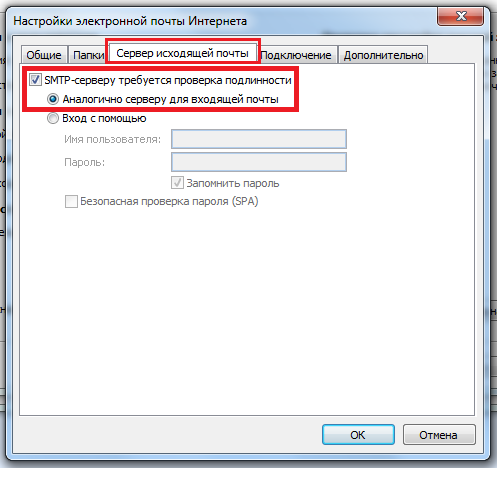 Настройки электронной почты Интернета
Общие Папки Сервер исходящей почты Подключение Дополнительно
SMTP-серверу требуется проверка подлинности
Аналогично серверу для входящей почты
Вход с помощью
Имя пользователя:
Пароль:
Запомнить пароль
Безопасная проверка пароля (SPA)
OK Отмена